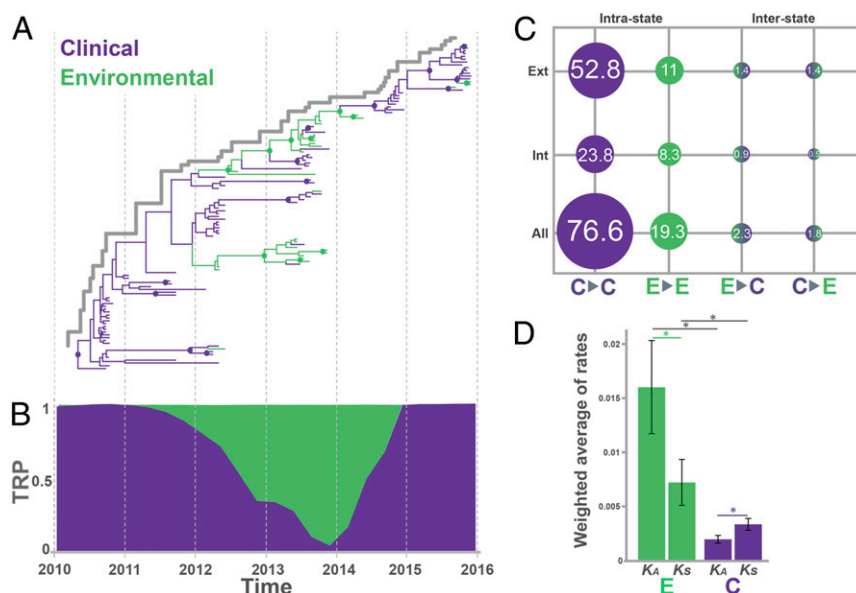 A
Clinical
Environmental
B
1
0.5
0
TRP
2010 2011 2012 2013 2014 2015 2016
Time
C
Intra-state Inter-state
Ext 52.8 11 1.4 1.4
Int 23.8 8.3 0.9
All 76.6 19.3 2.3 1.8
C▶C E▶E E▶C C▶E
D
Weighted average of rates
0.02
0.015
0.01
0.005
0
* * * * *
KA KS KA KS
E C